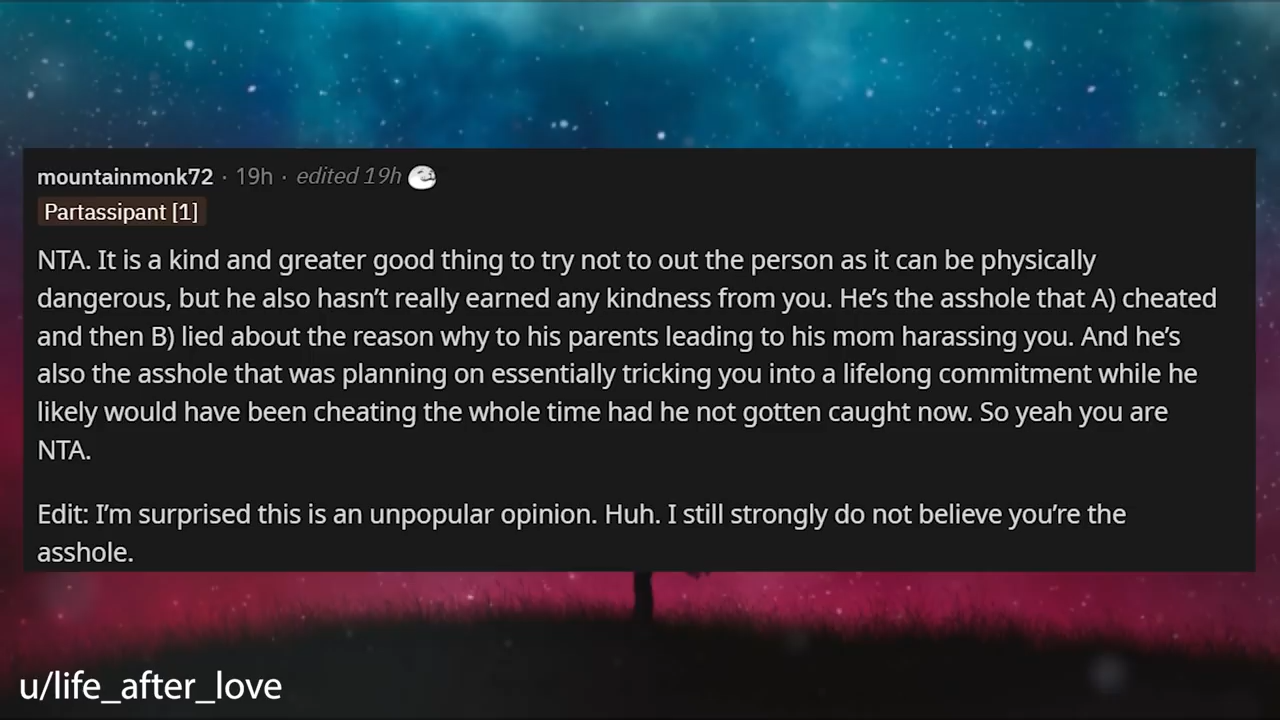 mountainmonk72 · 19h · edited 19h
Partassipant [1]
NTA. It is a kind and greater good thing to try not to out the person as it can be physically
dangerous, but he also hasn’t really earned any kindness from you. He’s the asshole that A) cheated
and then B) lied about the reason why to his parents leading to his mom harassing you. And he’s
also the asshole that was planning on essentially tricking you into a lifelong commitment while he
likely would have been cheating the whole time had he not gotten caught now. So yeah you are
NTA.
Edit: I’m surprised this is an unpopular opinion. Huh. I still strongly do not believe you’re the
asshole.
u/life_after_love